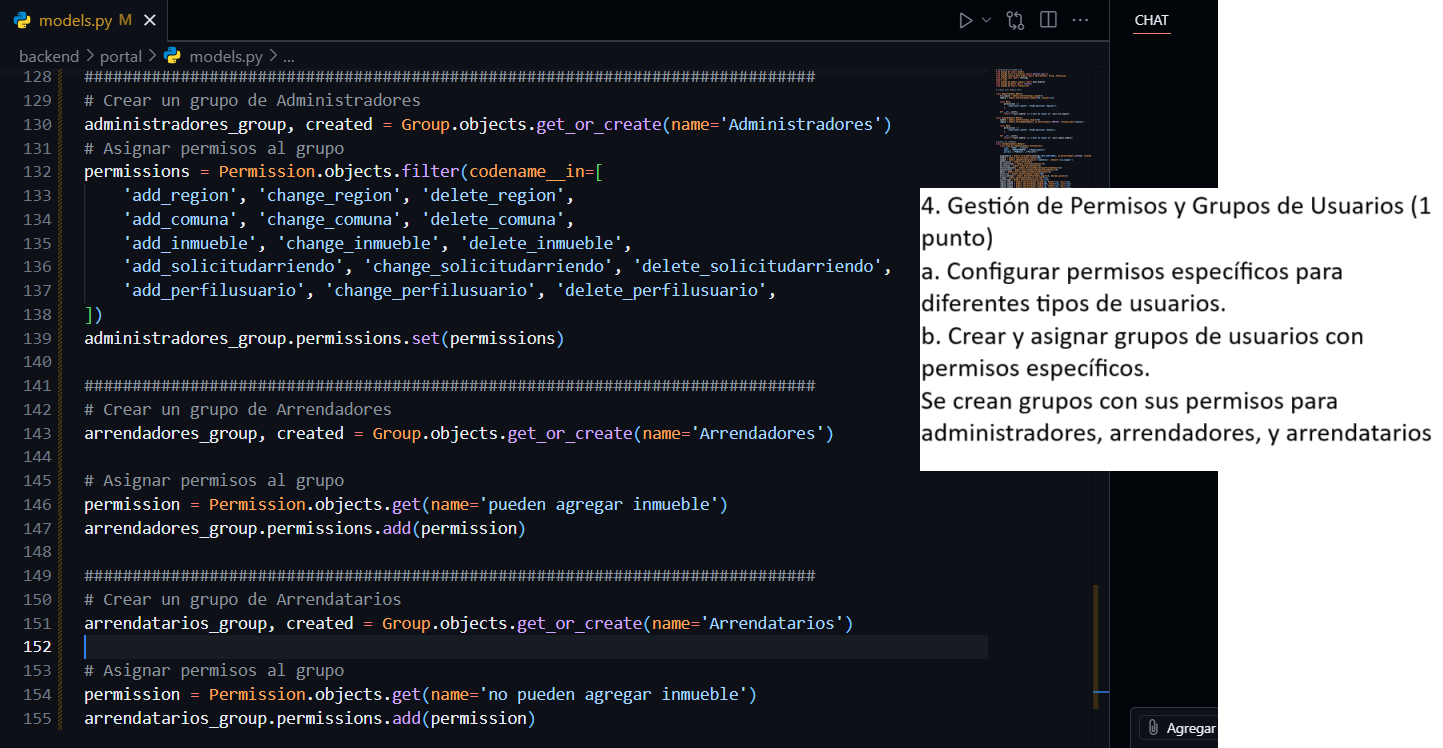 models.py M
CHAT
backend > portal > models.py > ...
128 ############################################################################
129 # Crear un grupo de Administradores
130 administradores_group, created = Group.objects.get_or_create(name='Administradores')
131 # Asignar permisos al grupo
132 permissions = Permission.objects.filter(codename__in=[
133     'add_region', 'change_region', 'delete_region',
134     'add_comuna', 'change_comuna', 'delete_comuna',
135     'add_inmueble', 'change_inmueble', 'delete_inmueble',
136     'add_solicitudarriendo', 'change_solicitudarriendo', 'delete_solicitudarriendo',
137     'add_perfilusuario', 'change_perfilusuario', 'delete_perfilusuario',
138 ])
139 administradores_group.permissions.set(permissions)
140
141 ############################################################################
142 # Crear un grupo de Arrendadores
143 arrendadores_group, created = Group.objects.get_or_create(name='Arrendadores')
144
145 # Asignar permisos al grupo
146 permission = Permission.objects.get(name='pueden agregar inmueble')
147 arrendadores_group.permissions.add(permission)
148
149 ############################################################################
150 # Crear un grupo de Arrendatarios
151 arrendatarios_group, created = Group.objects.get_or_create(name='Arrendatarios')
152
153 # Asignar permisos al grupo
154 permission = Permission.objects.get(name='no pueden agregar inmueble')
155 arrendatarios_group.permissions.add(permission)
4. Gestión de Permisos y Grupos de Usuarios (1
punto)
a. Configurar permisos específicos para
diferentes tipos de usuarios.
b. Crear y asignar grupos de usuarios con
permisos específicos.
Se crean grupos con sus permisos para
administradores, arrendadores, y arrendatarios
Agregar